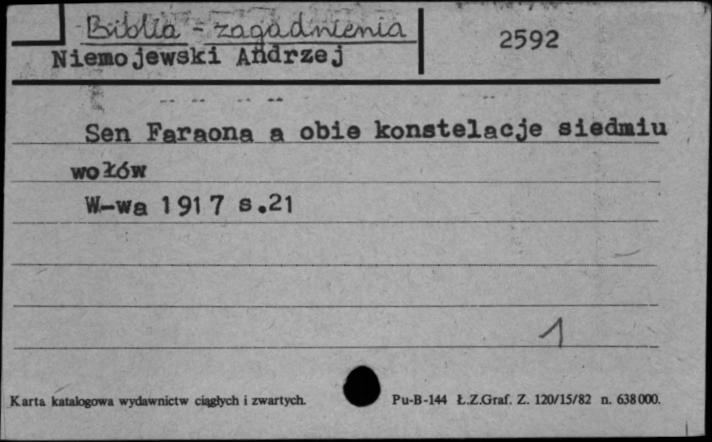 Biblia - zagadnienia
2592
Niemojewski Andrzej
Sen Faraona a obie konstelacje siedmiu
wołów
W-wa 1917 s.21
1
Karta katalogowa wydawnictw ciągłych i zwartych.
Pu-B-144 Ł.Z.Graf. Z. 120/15/82 n. 638000.